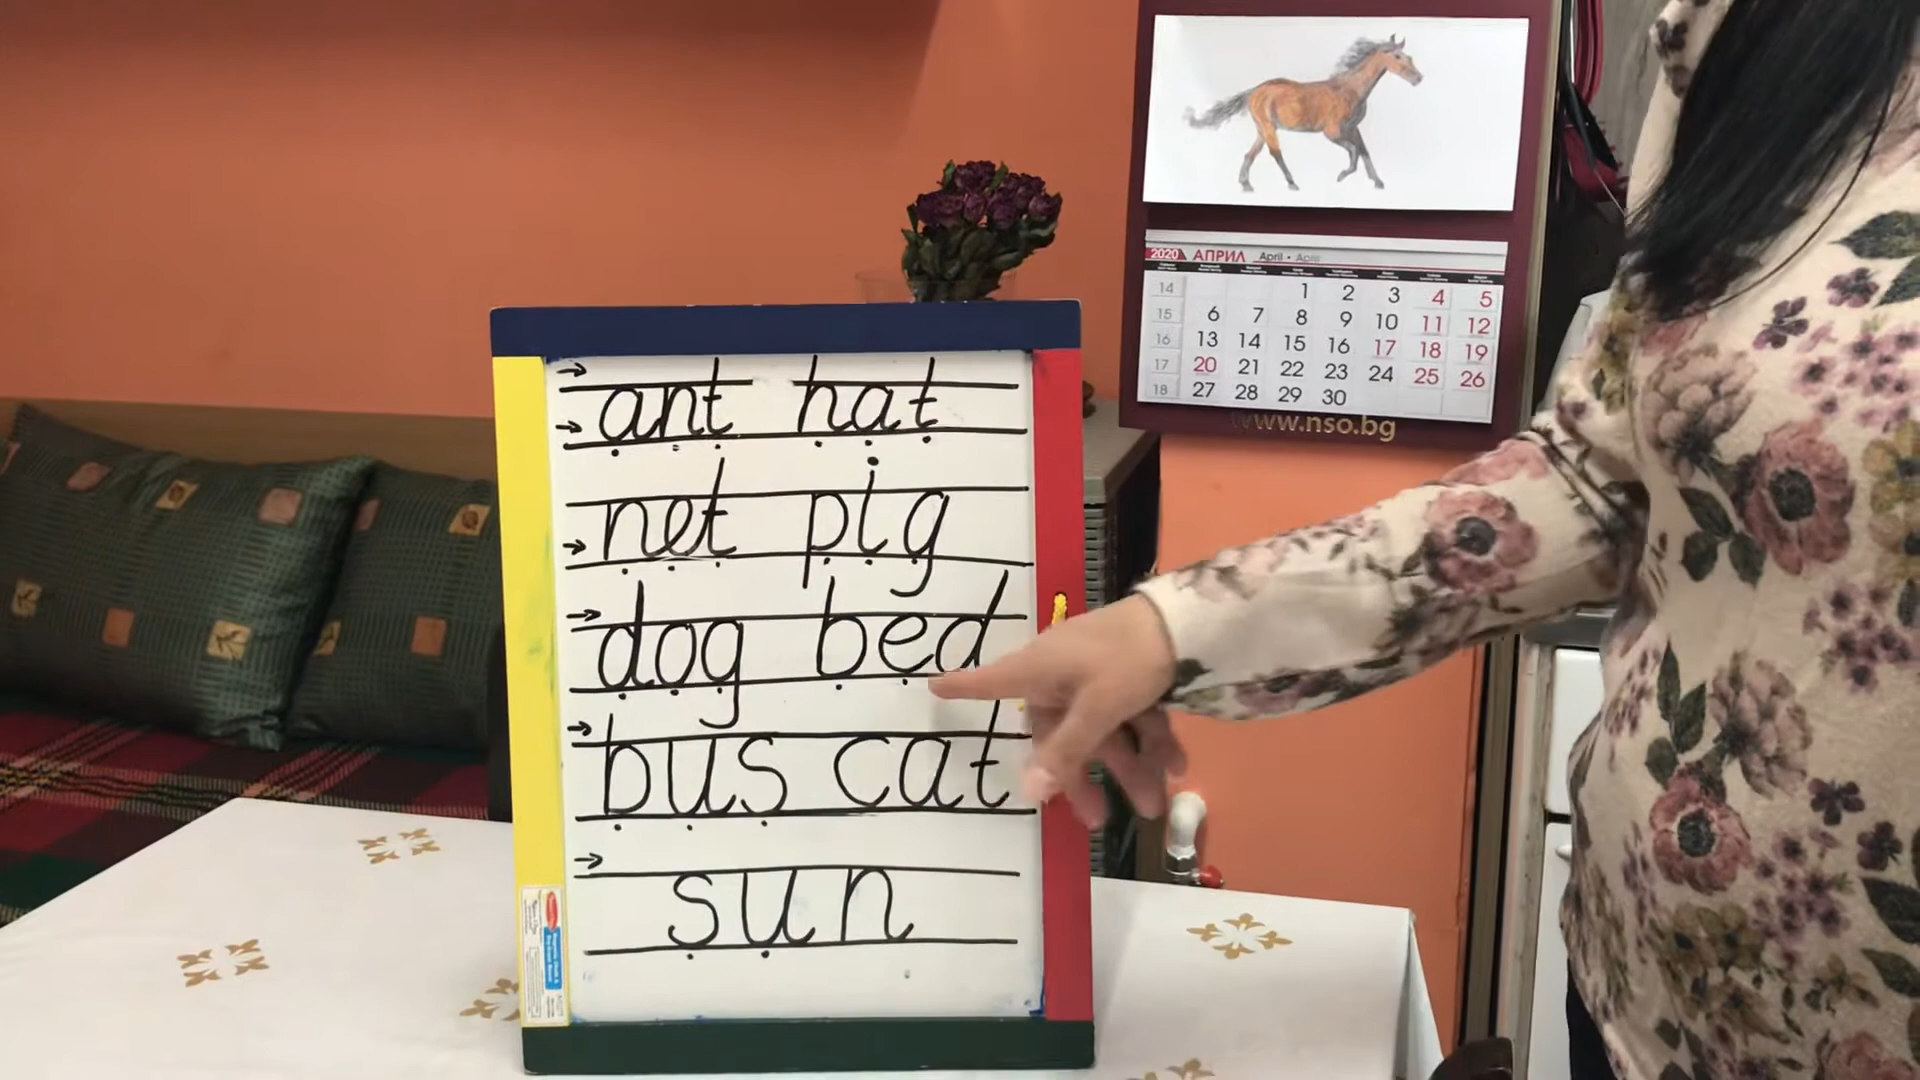 ant hat
net pig
dog bed
bus cat
sun
2020 АПРИЛ April • April
14 1 2 3 4 5
15 6 7 8 9 10 11 12
16 13 14 15 16 17 18 19
17 20 21 22 23 24 25 26
18 27 28 29 30
www.nso.bg